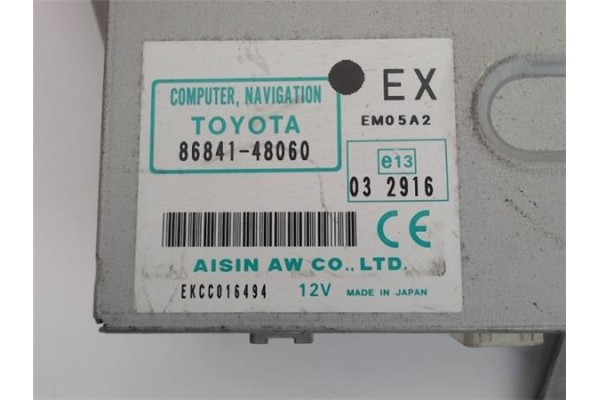 COMPUTER, NAVIGATION
TOYOTA
86841-48060
EX
EM05A2
e13
03 2916
CE
AISIN AW CO., LTD.
EKCC016494 12V MADE IN JAPAN